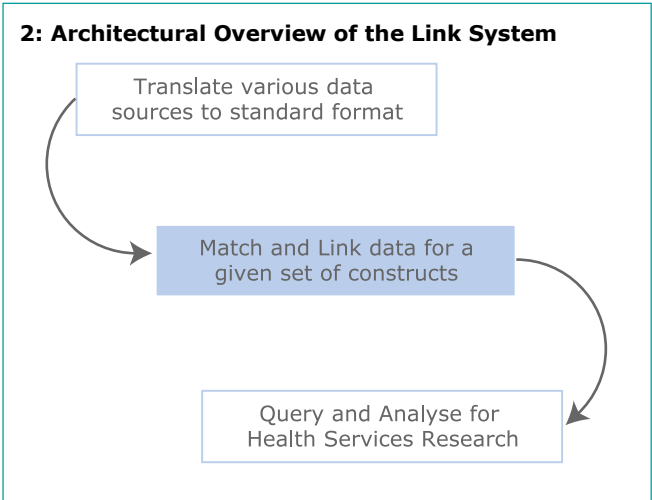 2: Architectural Overview of the Link System
Translate various data
sources to standard format
Match and Link data for a
given set of constructs
Query and Analyse for
Health Services Research